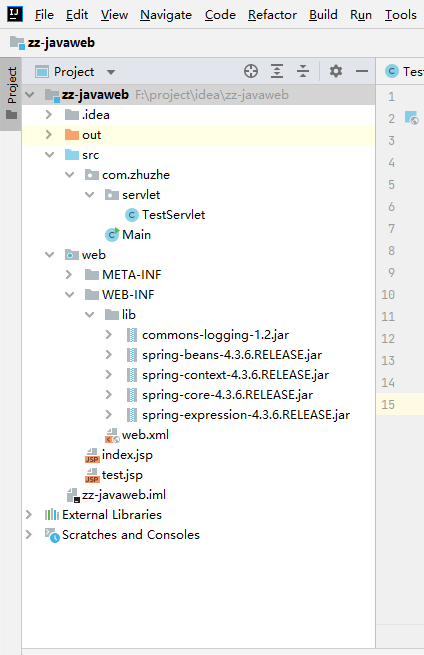 File Edit View Navigate Code Refactor Build Run Tools
zz-javaweb
Project
Project
Tes
zz-javaweb F:\project\idea\zz-javaweb
.idea
out
src
com.zhuzhe
servlet
TestServlet
Main
web
META-INF
WEB-INF
lib
commons-logging-1.2.jar
spring-beans-4.3.6.RELEASE.jar
spring-context-4.3.6.RELEASE.jar
spring-core-4.3.6.RELEASE.jar
spring-expression-4.3.6.RELEASE.jar
web.xml
index.jsp
test.jsp
zz-javaweb.iml
External Libraries
Scratches and Consoles
1
2
3
4
5
6
7
8
9
10
11
12
13
14
15